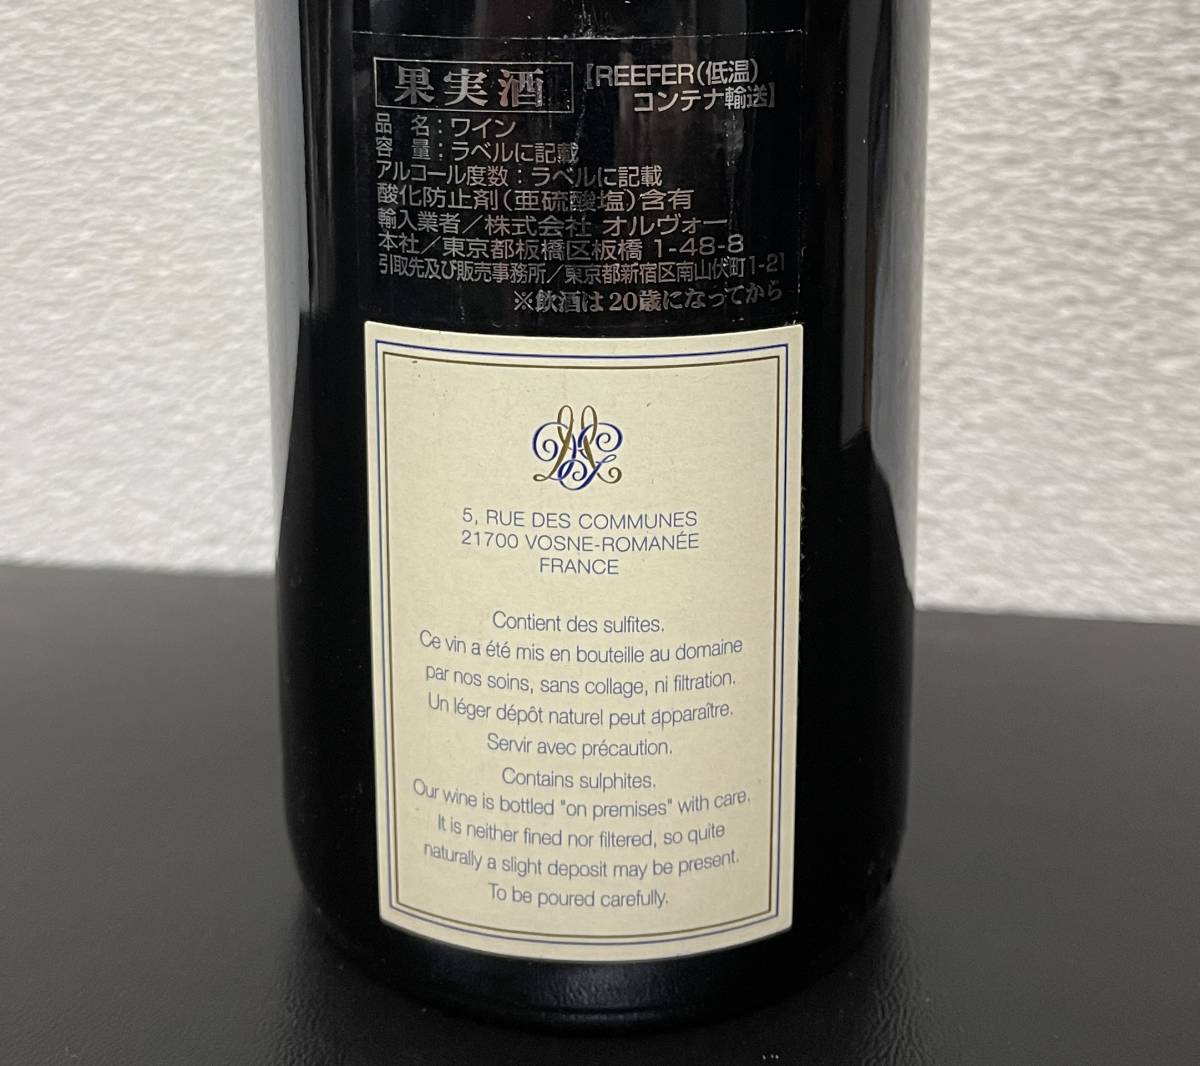 果実酒
【REEFER(低温)
コンテナ輸送】
品 名：ワイン
容 量：ラベルに記載
アルコール度数：ラベルに記載
酸化防止剤(亜硫酸塩)含有
輸入業者／株式会社 オルヴォー
本社／東京都板橋区板橋 1-48-8
引取先及び販売事務所／東京都新宿区南山伏町1-21
※飲酒は20歳になってから
5, RUE DES COMMUNES
21700 VOSNE-ROMANÉE
FRANCE
Contient des sulfites.
Ce vin a été mis en bouteille au domaine
par nos soins, sans collage, ni filtration.
Un léger dépôt naturel peut apparaître.
Servir avec précaution.
Contains sulphites.
Our wine is bottled "on premises" with care.
It is neither fined nor filtered, so quite
naturally a slight deposit may be present.
To be poured carefully.